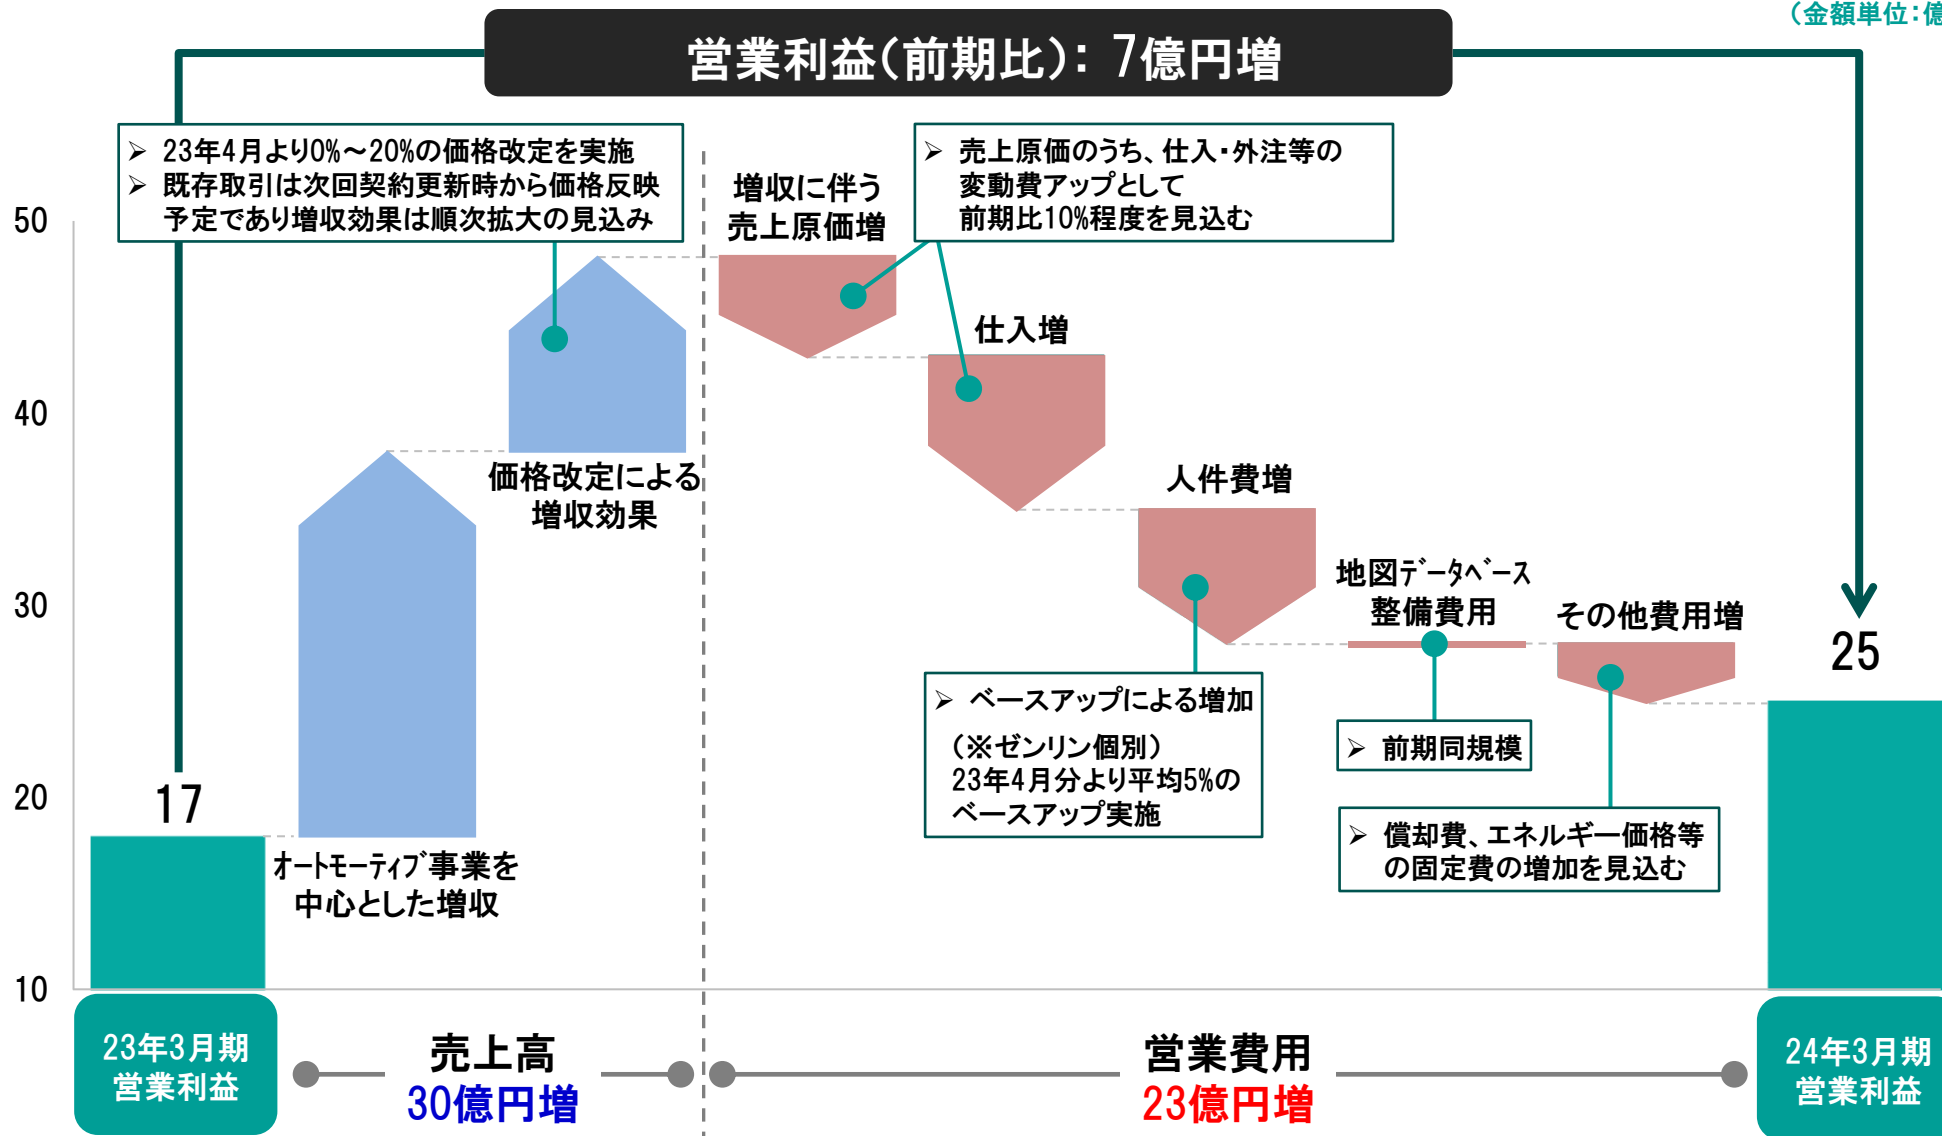 （金額単位：億
営業利益（前期比）：7億円増
➢ 23年4月より0%～20%の価格改定を実施
➢ 既存取引は次回契約更新時から価格反映
予定であり増収効果は順次拡大の見込み
増収に伴う
売上原価増
➢ 売上原価のうち、仕入・外注等の
変動費アップとして
前期比10%程度を見込む
50
40
30
20
10
仕入増
価格改定による
増収効果
人件費増
地図ﾃﾞｰﾀﾍﾞｰｽ
整備費用
その他費用増
25
➢ ベースアップによる増加
（※ゼンリン個別）
23年4月分より平均5%の
ベースアップ実施
➢ 前期同規模
➢ 償却費、エネルギー価格等
の固定費の増加を見込む
17
ｵｰﾄﾓｰﾃｨﾌﾞ事業を
中心とした増収
23年3月期
営業利益
売上高
30億円増
営業費用
23億円増
24年3月期
営業利益